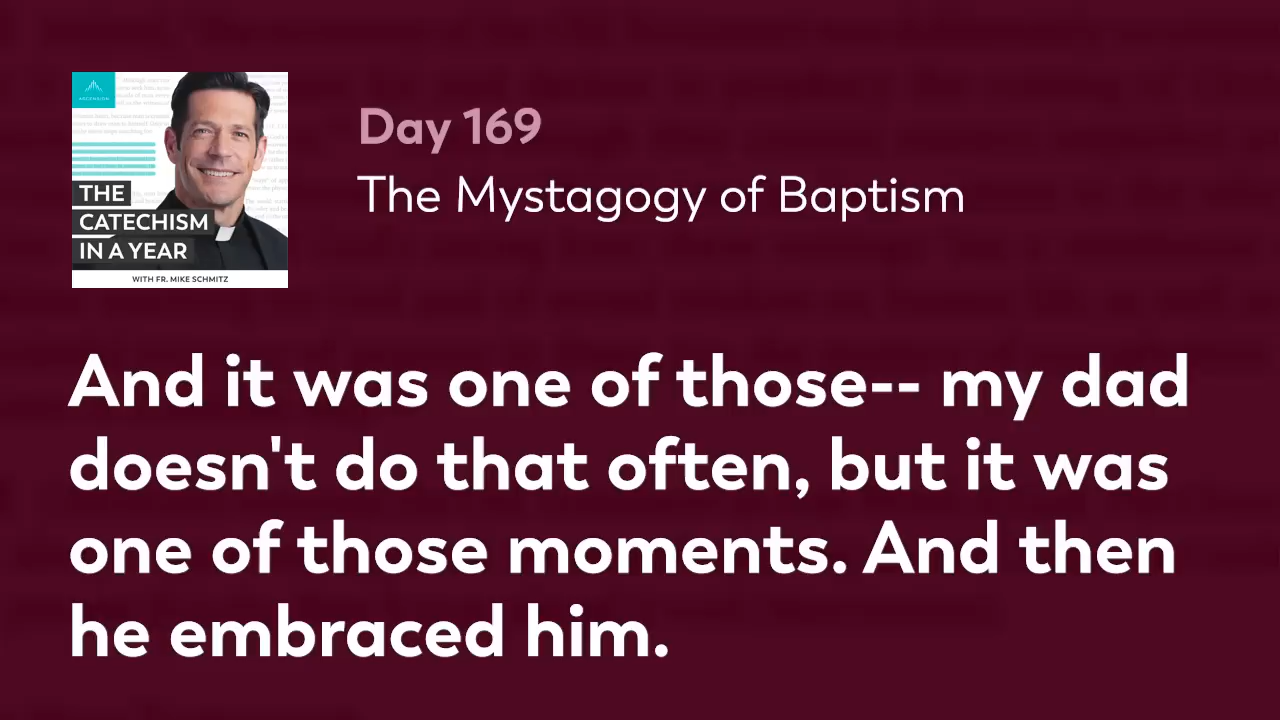 ASCENSION
THE
CATECHISM
IN A YEAR
WITH FR. MIKE SCHMITZ
Day 169
The Mystagogy of Baptism
And it was one of those-- my dad
doesn't do that often, but it was
one of those moments. And then
he embraced him.